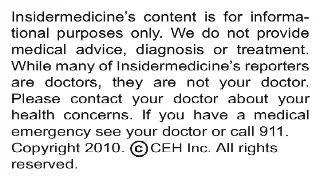 Insidermedicine's content is for informa-
tional purposes only. We do not provide
medical advice, diagnosis or treatment.
While many of Insidermedicine's reporters
are doctors, they are not your doctor.
Please contact your doctor about your
health concerns. If you have a medical
emergency see your doctor or call 911.
Copyright 2010. ©CEH Inc. All rights
reserved.